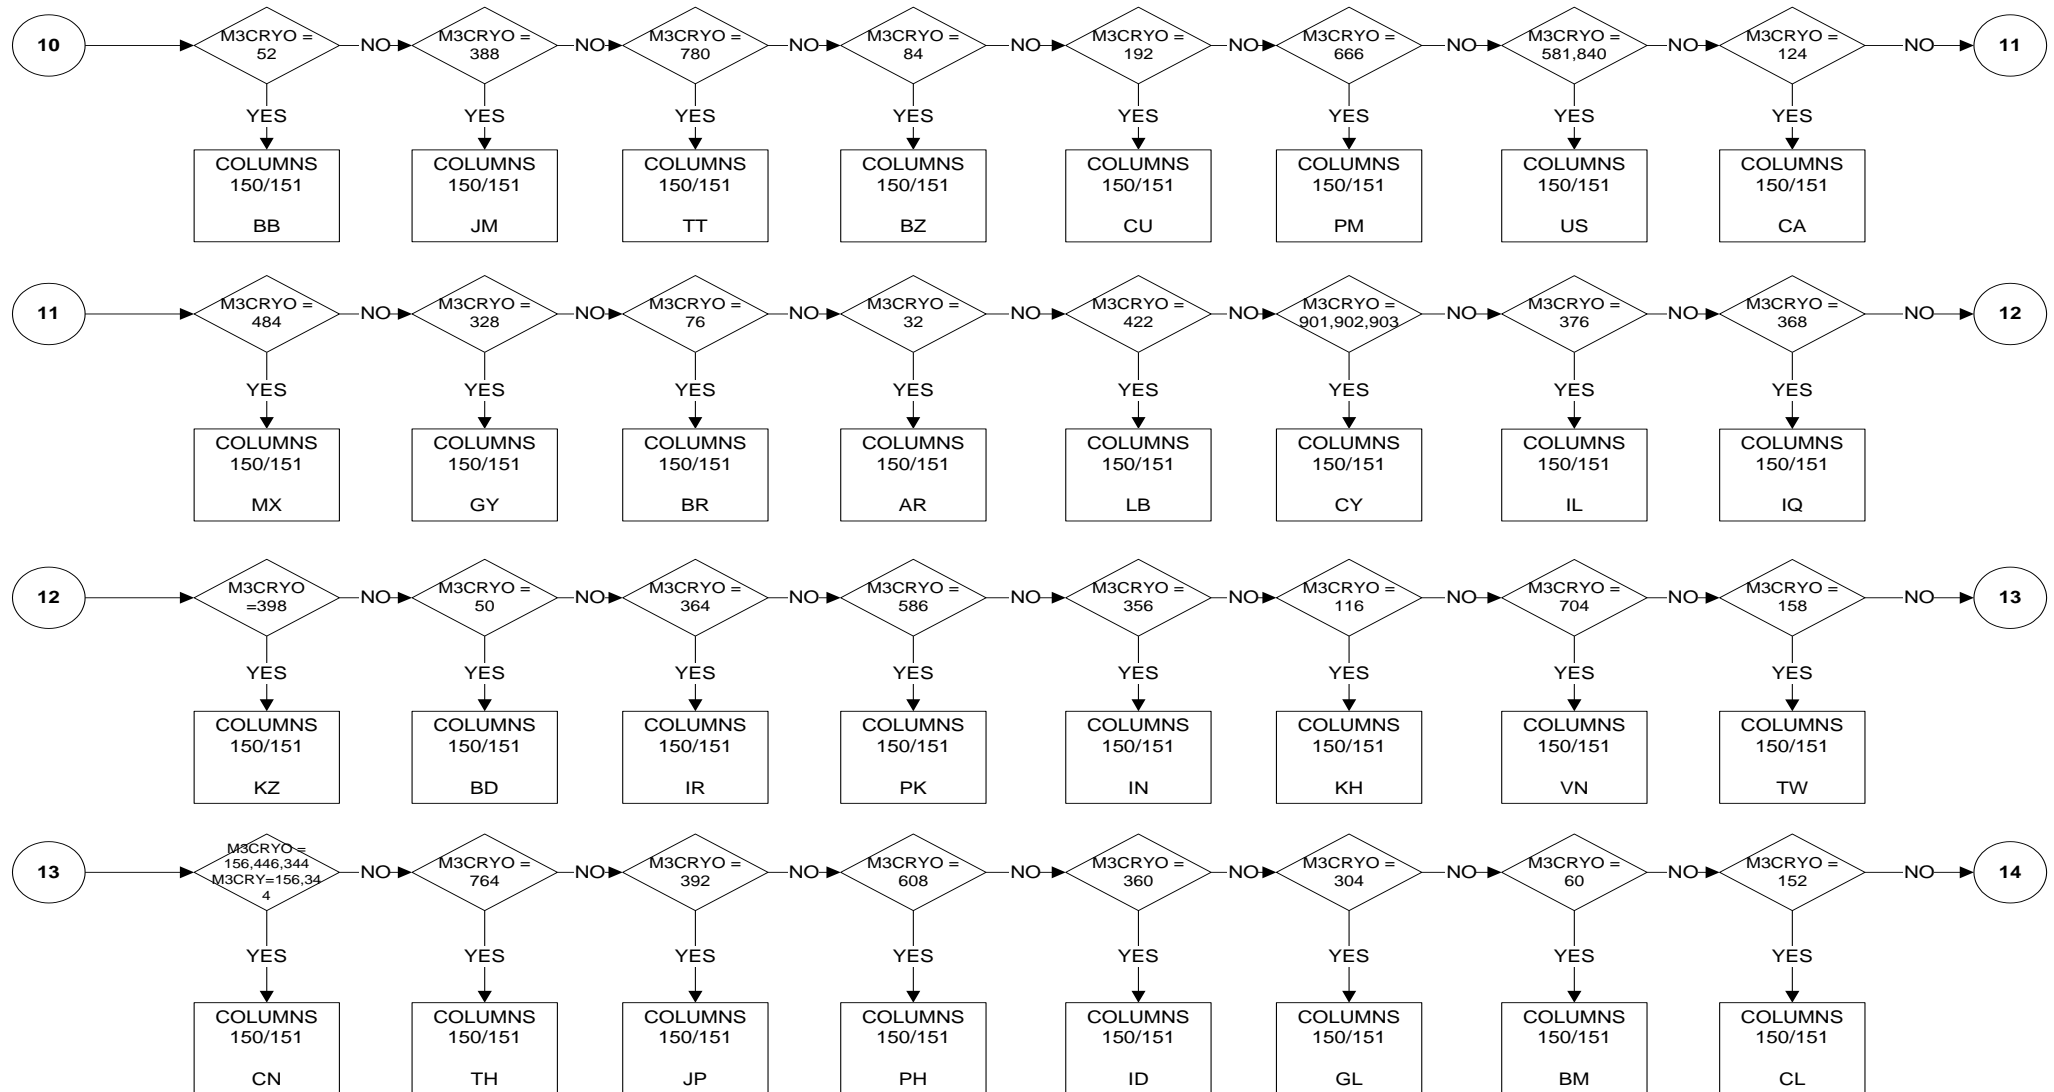 10
M3CRYO =
52
NO
M3CRYO =
388
NO
M3CRYO =
780
NO
M3CRYO =
84
NO
M3CRYO =
192
NO
M3CRYO =
666
NO
M3CRYO =
581,840
NO
M3CRYO =
124
NO
11
YES
YES
YES
YES
YES
YES
YES
YES
COLUMNS
150/151
BB
COLUMNS
150/151
JM
COLUMNS
150/151
TT
COLUMNS
150/151
BZ
COLUMNS
150/151
CU
COLUMNS
150/151
PM
COLUMNS
150/151
US
COLUMNS
150/151
CA
11
M3CRYO =
484
NO
M3CRYO =
328
NO
M3CRYO =
76
NO
M3CRYO =
32
NO
M3CRYO =
422
NO
M3CRYO =
901,902,903
NO
M3CRYO =
376
NO
M3CRYO =
368
NO
12
YES
YES
YES
YES
YES
YES
YES
YES
COLUMNS
150/151
MX
COLUMNS
150/151
GY
COLUMNS
150/151
BR
COLUMNS
150/151
AR
COLUMNS
150/151
LB
COLUMNS
150/151
CY
COLUMNS
150/151
IL
COLUMNS
150/151
IQ
12
M3CRYO
=398
NO
M3CRYO =
50
NO
M3CRYO =
364
NO
M3CRYO =
586
NO
M3CRYO =
356
NO
M3CRYO =
116
NO
M3CRYO =
704
NO
M3CRYO =
158
NO
13
YES
YES
YES
YES
YES
YES
YES
YES
COLUMNS
150/151
KZ
COLUMNS
150/151
BD
COLUMNS
150/151
IR
COLUMNS
150/151
PK
COLUMNS
150/151
IN
COLUMNS
150/151
KH
COLUMNS
150/151
VN
COLUMNS
150/151
TW
13
M3CRYO =
156,446,344
M3CRY=156,34
4
NO
M3CRYO =
764
NO
M3CRYO =
392
NO
M3CRYO =
608
NO
M3CRYO =
360
NO
M3CRYO =
304
NO
M3CRYO =
60
NO
M3CRYO =
152
NO
14
YES
YES
YES
YES
YES
YES
YES
YES
COLUMNS
150/151
CN
COLUMNS
150/151
TH
COLUMNS
150/151
JP
COLUMNS
150/151
PH
COLUMNS
150/151
ID
COLUMNS
150/151
GL
COLUMNS
150/151
BM
COLUMNS
150/151
CL